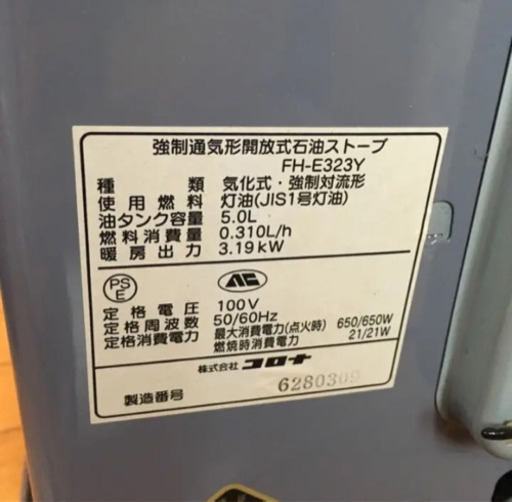 強制通気形開放式石油ストーブ
FH-E323Y
種類 気化式・強制対流形
使用燃料 灯油(JIS1号灯油)
油タンク容量 5.0L
燃料消費量 0.310L/h
暖房出力 3.19kW
PS
E
定格電圧 100V
定格周波数 50/60Hz
定格消費電力 最大消費電力(点火時) 650/650W
燃焼時消費電力 21/21W
株式会社 コロナ
製造番号 6280309